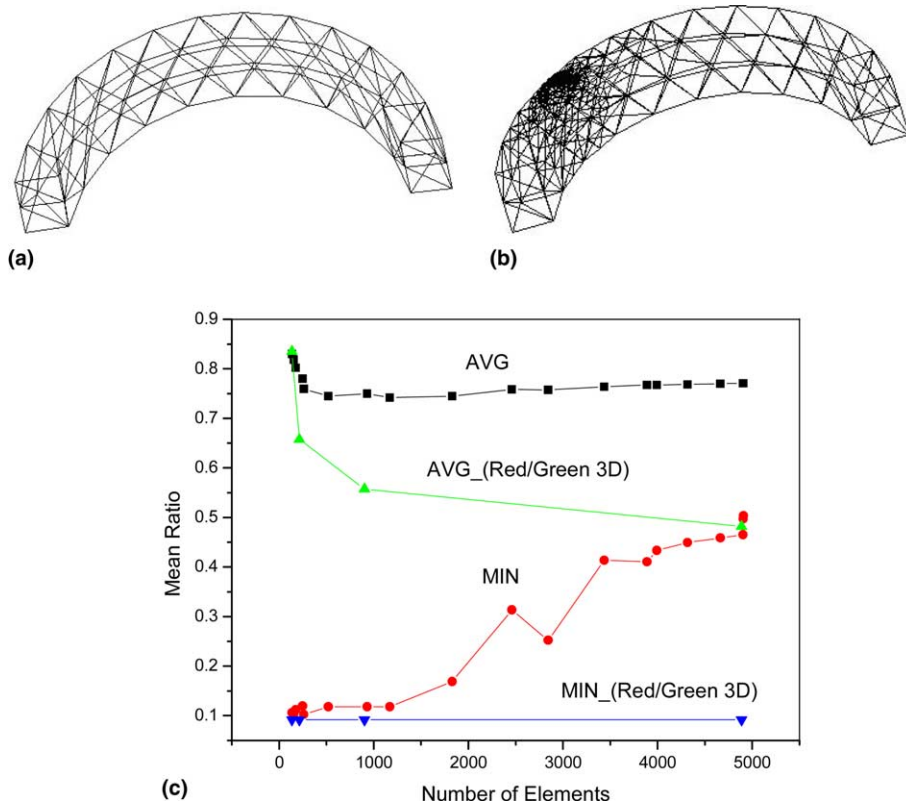 (a)
(b)
0.9
0.8
0.7
0.6
0.5
0.4
0.3
0.2
0.1
Mean Ratio
AVG
AVG_(Red/Green 3D)
MIN
MIN_(Red/Green 3D)
0 1000 2000 3000 4000 5000
(c)
Number of Elements